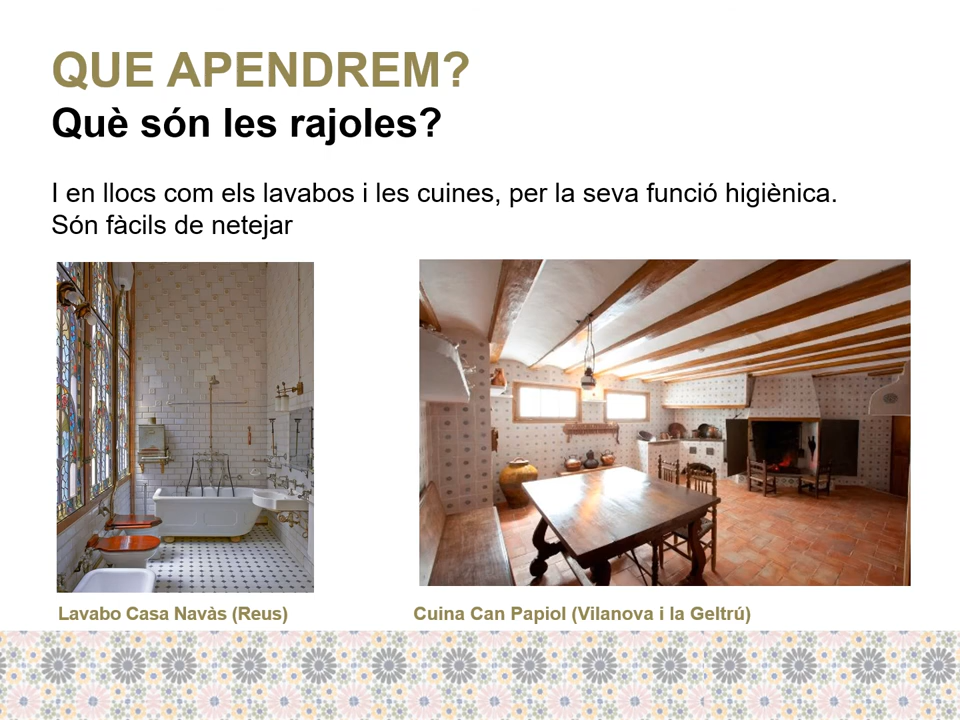 QUE APENDREM?
Què són les rajoles?
I en llocs com els lavabos i les cuines, per la seva funció higiènica.
Són fàcils de netejar
Lavabo Casa Navàs (Reus)
Cuina Can Papiol (Vilanova i la Geltrú)